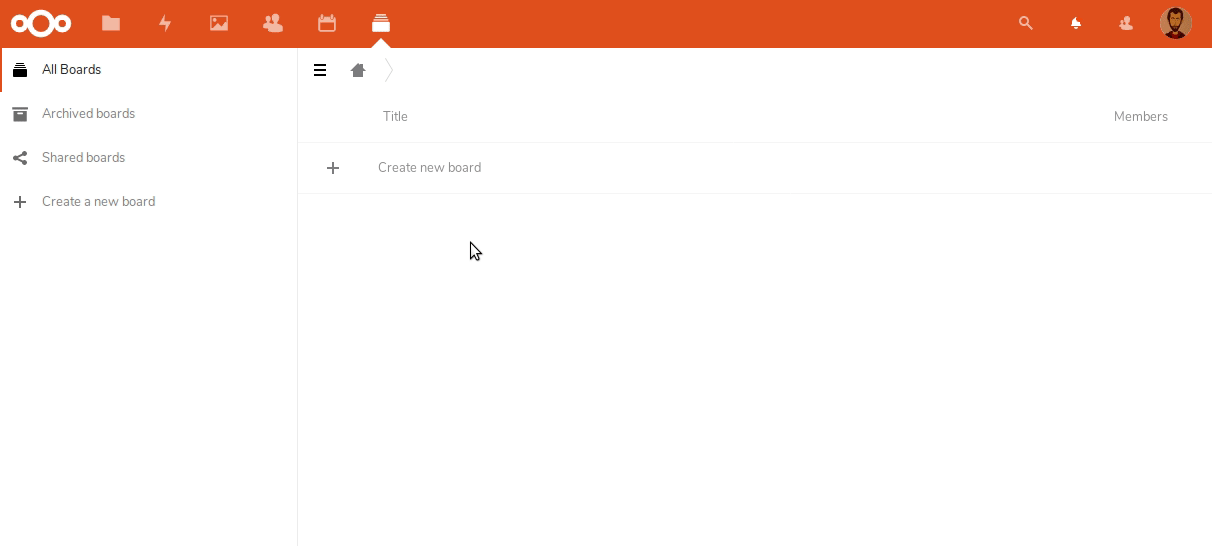 All Boards
Archived boards
Shared boards
Create a new board
Title Members
Create new board